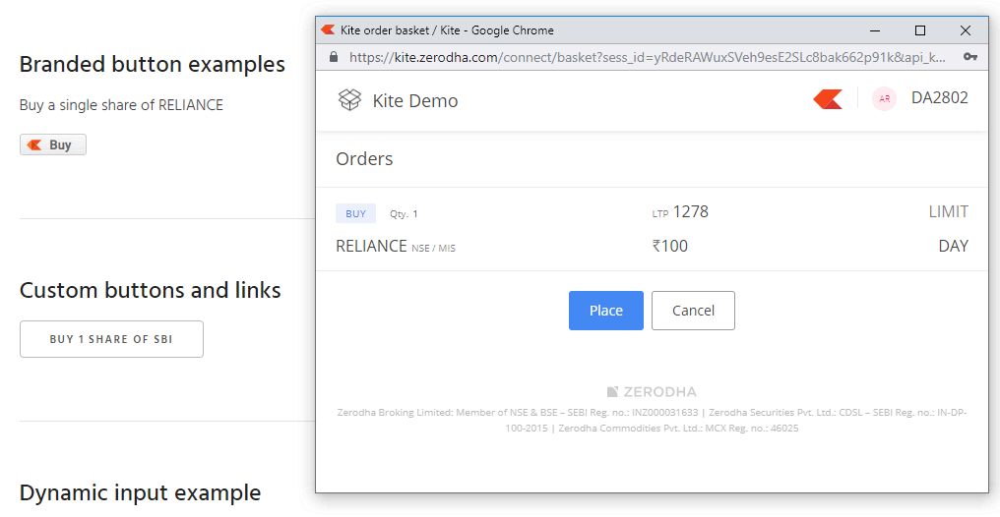 Branded button examples
Buy a single share of RELIANCE
Buy
Custom buttons and links
BUY 1 SHARE OF SBI
Dynamic input example
Kite order basket / Kite - Google Chrome
https://kite.zerodha.com/connect/basket?sess_id=yRdeRAWuxSVeh9esE2SLc8bak662p91k&api_k...
Kite Demo
AR DA2802
Orders
BUY Qty. 1 LTP 1278 LIMIT
RELIANCE NSE / MIS ₹100 DAY
Place Cancel
ZERODHA
Zerodha Broking Limited: Member of NSE & BSE – SEBI Reg. no.: INZ000031633 | Zerodha Securities Pvt. Ltd.: CDSL – SEBI Reg. no.: IN-DP-
100-2015 | Zerodha Commodities Pvt. Ltd.: MCX Reg. no.: 46025